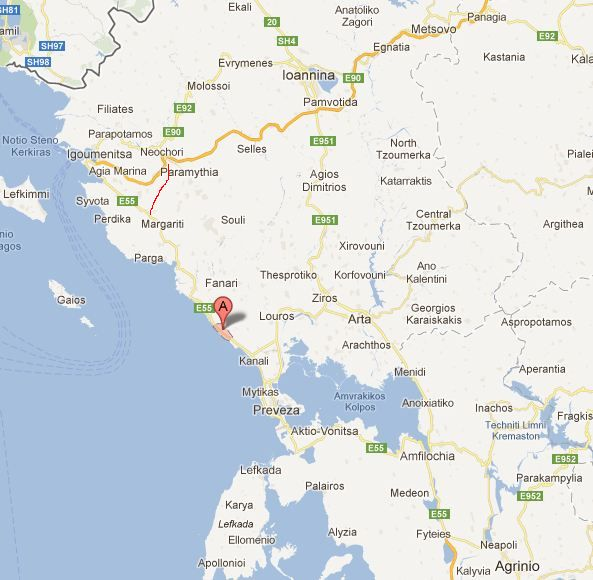 SH81
amil
SH97
SH98
Ekali
Anatoliko
Zagori
Metsovo
Panagia
20
SH4
Egnatia
E92
Kastania
Kala
Evrymenes
Ioannina
E90
Molossoi
Pamvotida
Filiates
E92
Parapotamos
E90
E951
North
Tzoumerka
Notio Steno
Kerkiras
Igoumenitsa
Neochori
Selles
Pialei
Agia Marina
Paramythia
Agios
Dimitrios
Katarraktis
Lefkimmi
Syvota
E55
Perdika
Margariti
Souli
E951
Central
Tzoumerka
Argithea
nio
agos
Xirovouni
Parga
Ano
Kalentini
Gaios
Fanari
Thesprotiko
Korfovouni
Ziros
E55
A
Louros
Arta
Georgios
Karaiskakis
Aspropotamos
Arachthos
Kanali
Menidi
Aperantia
Mytikas
Amvrakikos
Kolpos
Anoixiatiko
Inachos
Preveza
Fragkis
Techniti Limni
Kremaston
Aktio-Vonitsa
E55
Amfilochia
E952
Lefkada
Parakampylia
Palairos
Medeon
E952
Karya
Lefkada
E55
Alyzia
Fyteies
Ellomenio
Neapoli
Apollonioi
Kalyvia
Agrinio